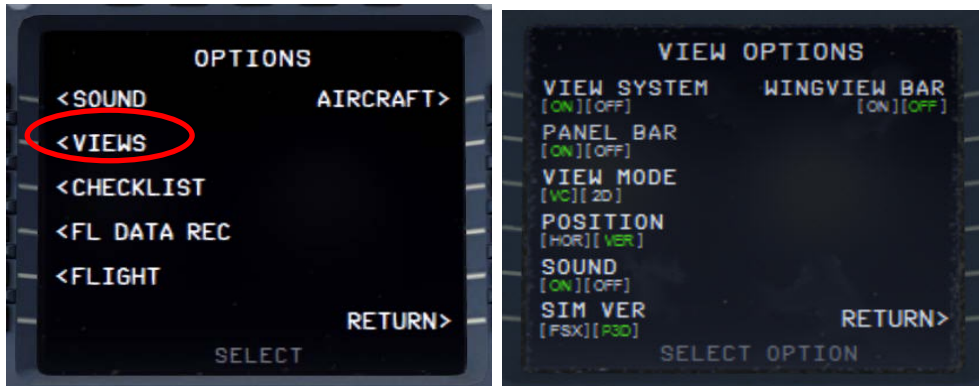 OPTIONS
<SOUND AIRCRAFT>
<VIEWS
<CHECKLIST
<FL DATA REC
<FLIGHT
RETURN>
SELECT
VIEW OPTIONS
VIEW SYSTEM WINGVIEW BAR
[ON][OFF] [ON][OFF]
PANEL BAR
[ON][OFF]
VIEW MODE
[VC][2D]
POSITION
[HOR][VER]
SOUND
[ON][OFF]
SIM VER RETURN>
[FSX][P3D]
SELECT OPTION